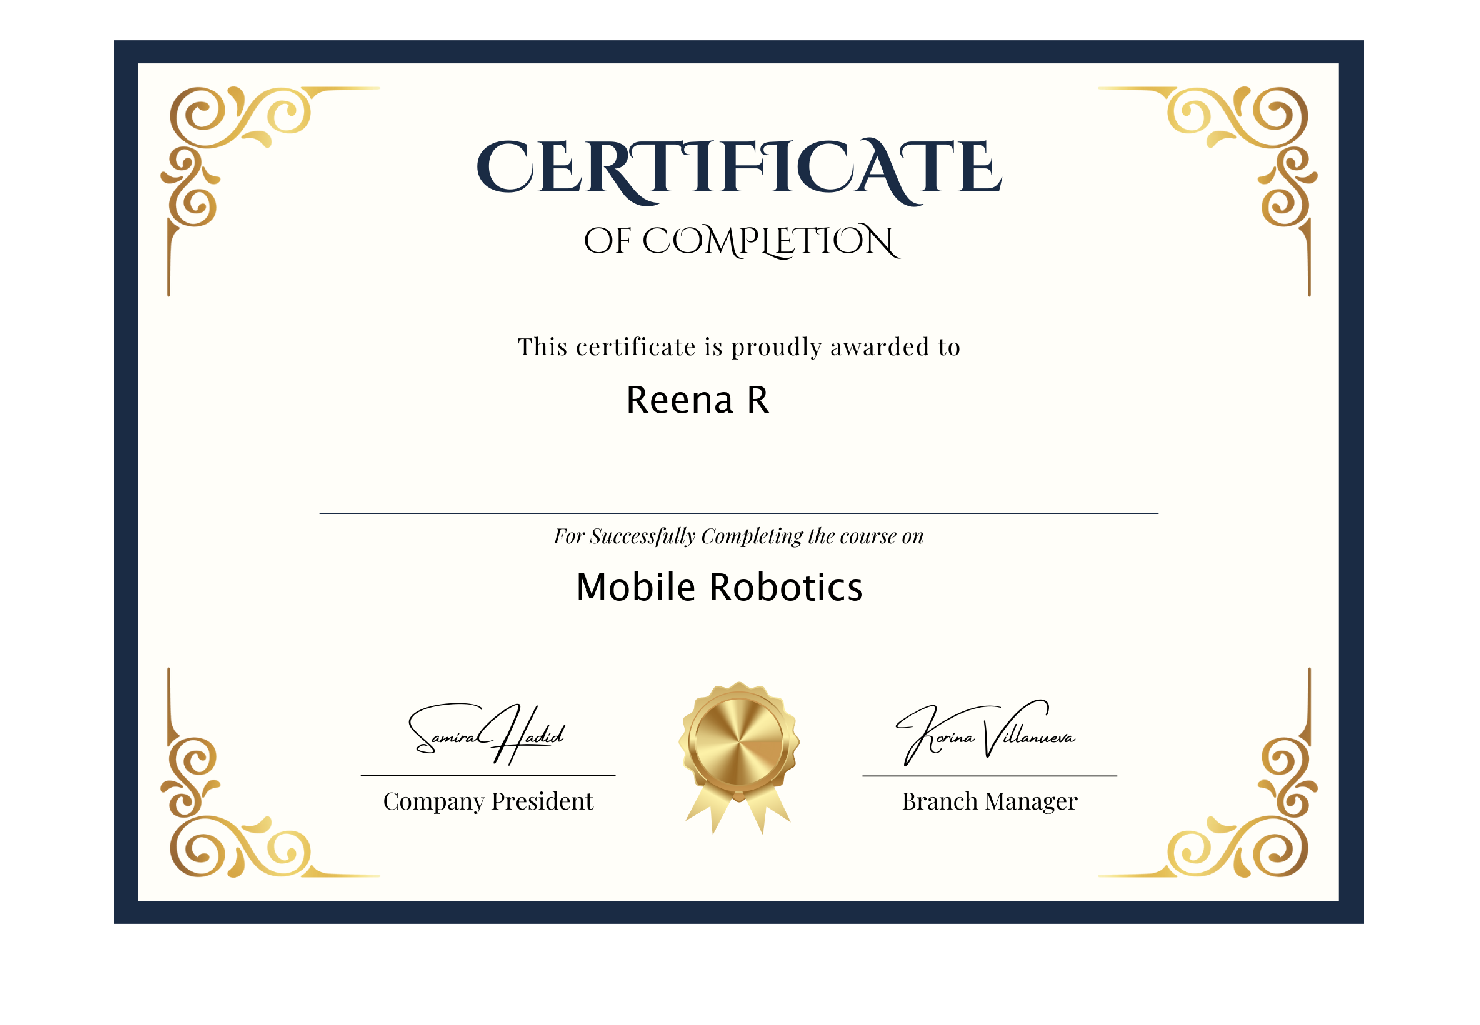 CERTIFICATE
OF COMPLETION
This certificate is proudly awarded to
Reena R
For Successfully Completing the course on
Mobile Robotics
Samira Hadid
Korina Villanueva
Company President
Branch Manager